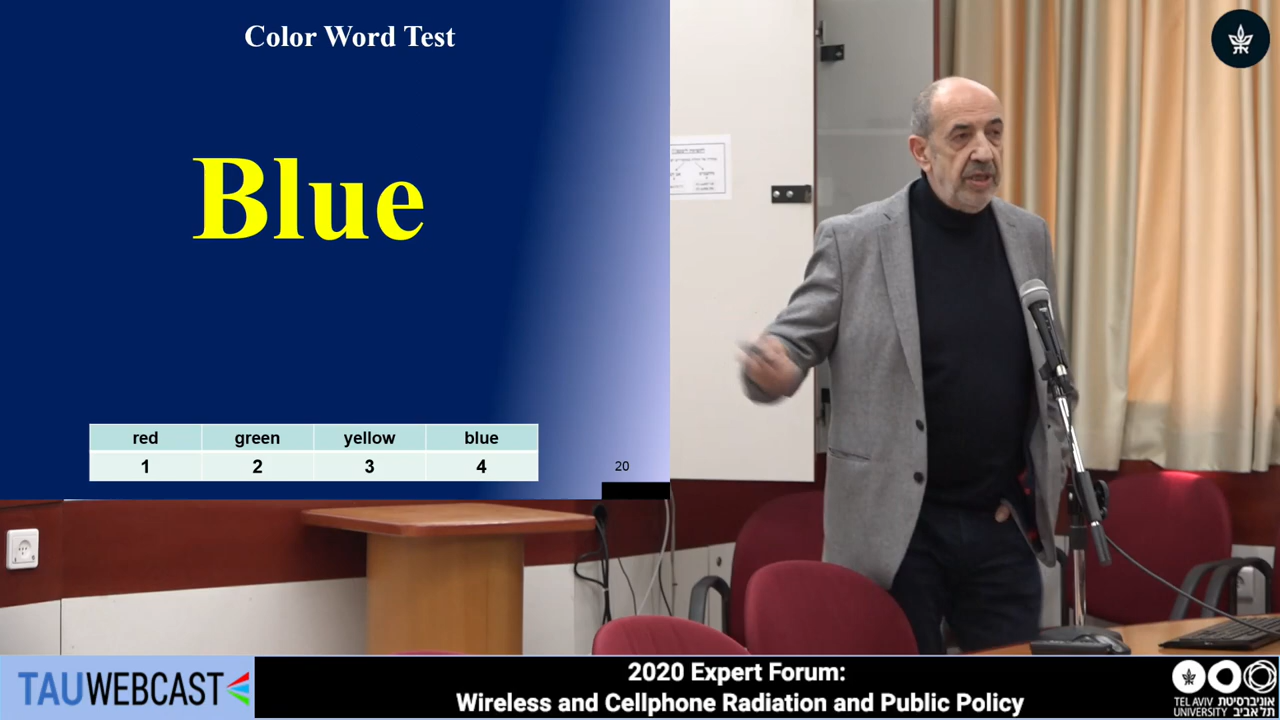 Color Word Test
Blue
red green yellow blue
1 2 3 4
20
TAUWEBCAST
2020 Expert Forum:
Wireless and Cellphone Radiation and Public Policy
TEL AVIV אוניברסיטת
UNIVERSITY תל אביב